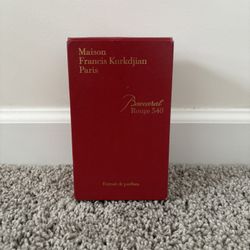 Maison
Francis Kurkdjian
Paris
Baccarat
Rouge 540
Extrait de parfum